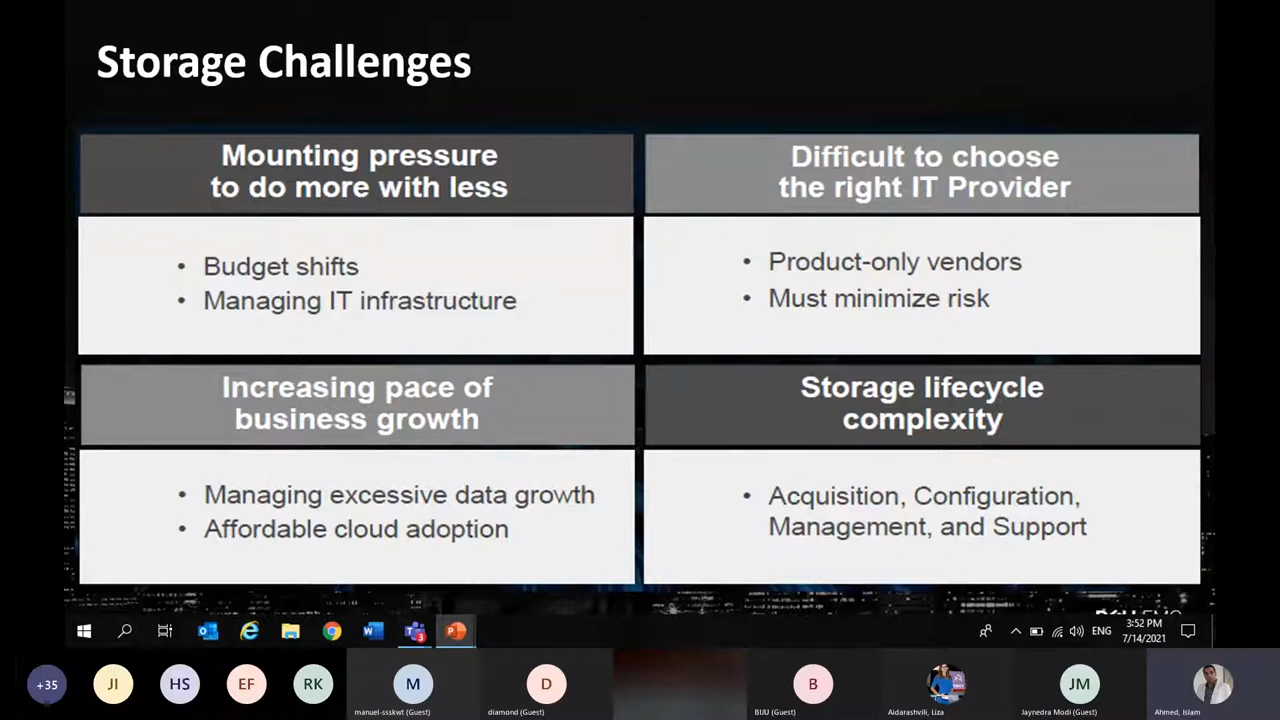 Storage Challenges
Mounting pressure
to do more with less
Difficult to choose
the right IT Provider
• Budget shifts
• Managing IT infrastructure
• Product-only vendors
• Must minimize risk
Increasing pace of
business growth
Storage lifecycle
complexity
• Managing excessive data growth
• Affordable cloud adoption
• Acquisition, Configuration,
Management, and Support
3
ENG
3:52 PM
7/14/2021
+35
JI
HS
EF
RK
M
manuel-ssskwt (Guest)
D
diamond (Guest)
B
BIJU (Guest)
Aidarashvili, Liza
JM
Jaynedra Modi (Guest)
Ahmed, Islam